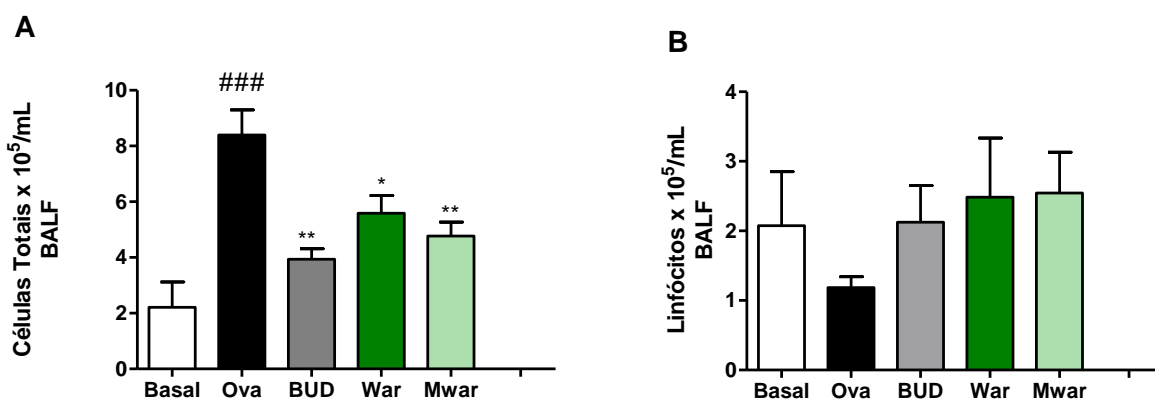 A
Células Totais x 10⁵/mL
BALF
10
8
6
4
2
0
###
**
*
**
Basal Ova BUD War Mwar
B
Linfócitos x 10⁵/mL
BALF
4
3
2
1
0
Basal Ova BUD War Mwar